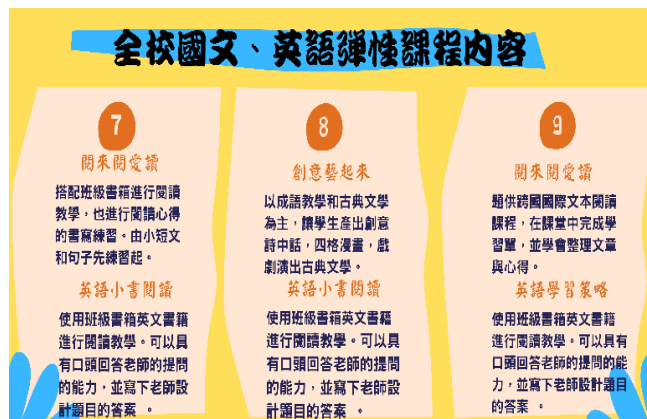 全校國文、英語彈性課程內容
7
閱來閱愛讀
搭配班級書籍進行閱讀
教學,也進行閱讀心得
的書寫練習。由小短文
和句子先練習起。
英語小書閱讀
使用班級書籍英文書籍
進行閱讀教學。可以具
有口頭回答老師的提問
的能力,並寫下老師設
計題目的答案 。
8
創意藝起來
以成語教學和古典文學
為主,讓學生產出創意
詩中話,四格漫畫,戲
劇演出古典文學。
英語小書閱讀
使用班級書籍英文書籍
進行閱讀教學。可以具
有口頭回答老師的提問
的能力,並寫下老師設
計題目的答案 。
9
閱來閱愛讀
題供跨國國際文本閱讀
課程,在課堂中完成學
習單,並學會整理文章
與心得。
英語學習策略
使用班級書籍英文書籍
進行閱讀教學。可以具有
口頭回答老師的提問的能
力,並寫下老師設計題目
的答案 。